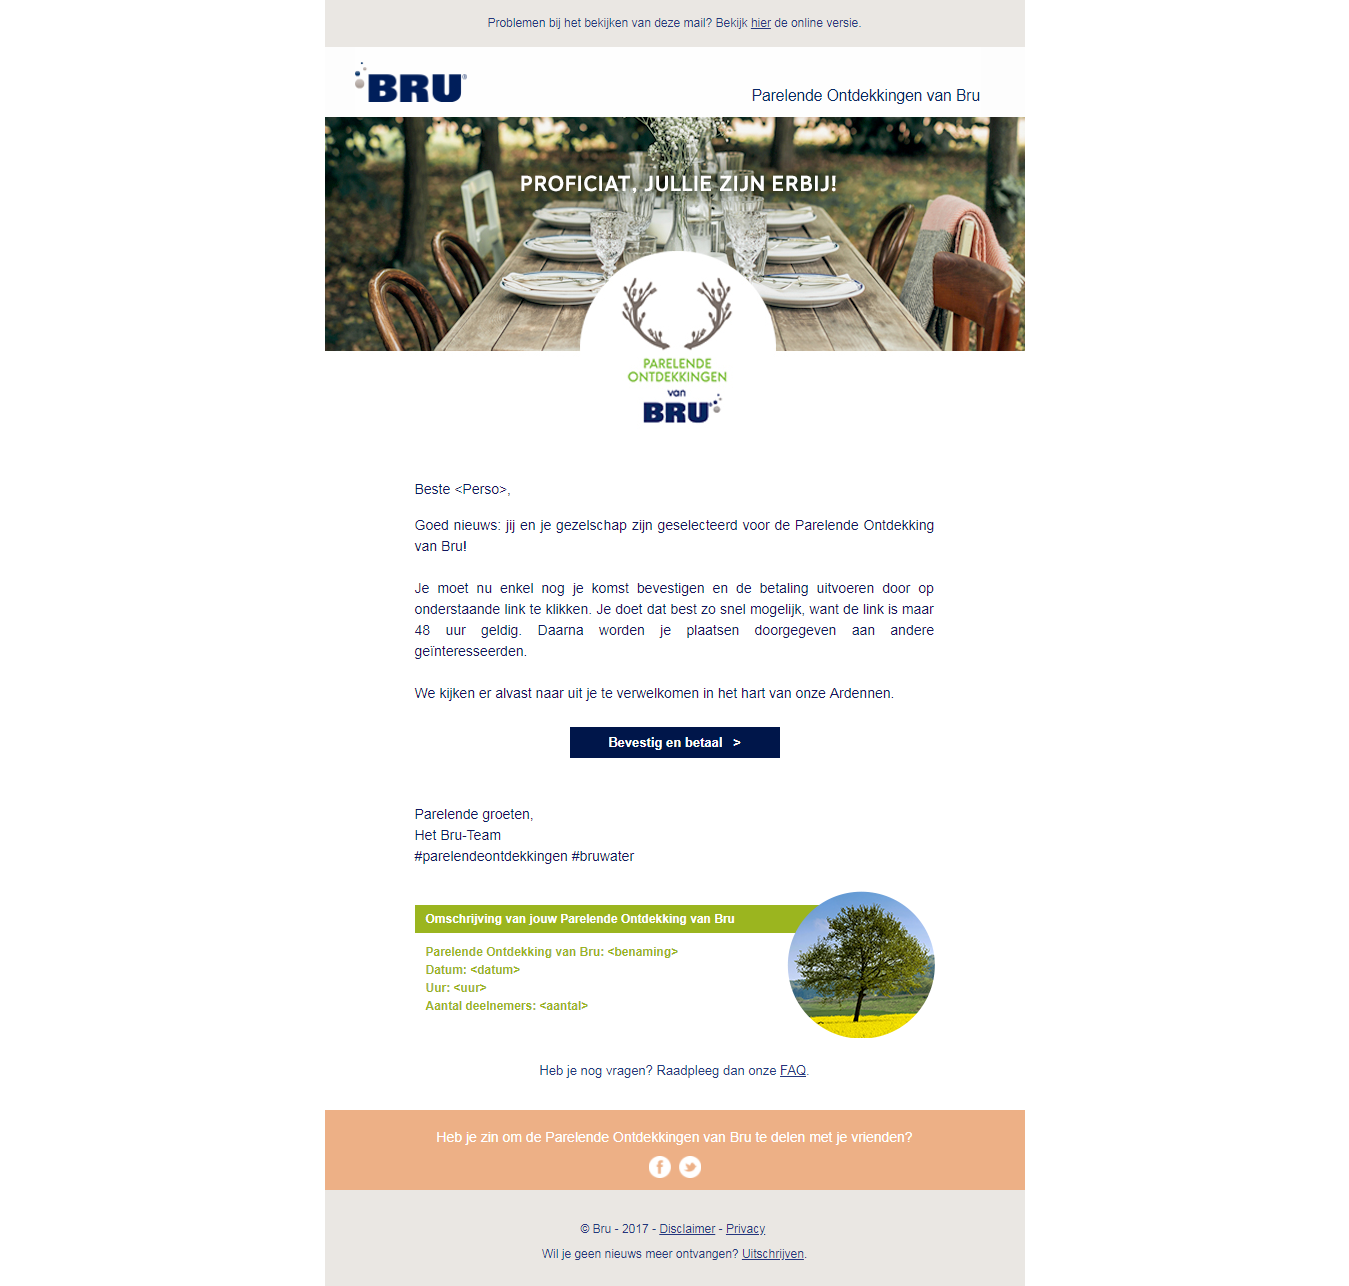 Problemen bij het bekijken van deze mail? Bekijk hier de online versie.
BRU®
Parelende Ontdekkingen van Bru
PROFICIAT, JULLIE ZIJN ERBIJ!
PARELENDE
ONTDEKKINGEN
van
BRU®
Beste <Perso>,
Goed nieuws: jij en je gezelschap zijn geselecteerd voor de Parelende Ontdekking
van Bru!
Je moet nu enkel nog je komst bevestigen en de betaling uitvoeren door op
onderstaande link te klikken. Je doet dat best zo snel mogelijk, want de link is maar
48 uur geldig. Daarna worden je plaatsen doorgegeven aan andere
geïnteresseerden.
We kijken er alvast naar uit je te verwelkomen in het hart van onze Ardennen.
Bevestig en betaal >
Parelende groeten,
Het Bru-Team
#parelendeontdekkingen #bruwater
Omschrijving van jouw Parelende Ontdekking van Bru
Parelende Ontdekking van Bru: <benaming>
Datum: <datum>
Uur: <uur>
Aantal deelnemers: <aantal>
Heb je nog vragen? Raadpleeg dan onze FAQ.
Heb je zin om de Parelende Ontdekkingen van Bru te delen met je vrienden?
© Bru - 2017 - Disclaimer - Privacy
Wil je geen nieuws meer ontvangen? Uitschrijven.